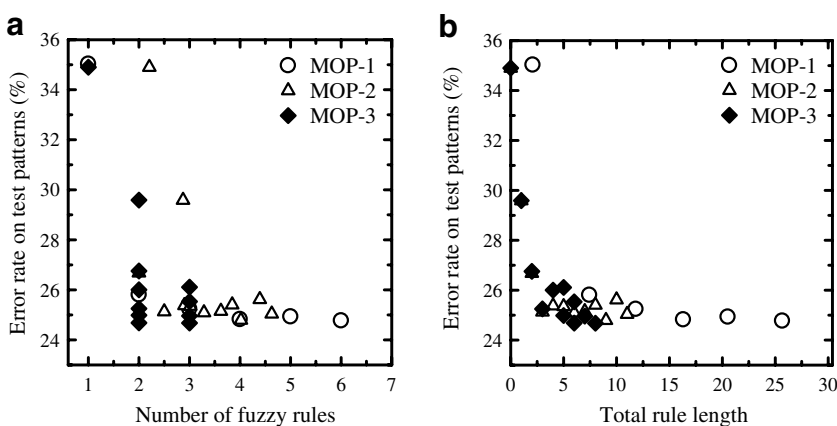 a
36
34
32
30
28
26
24
Error rate on test patterns (%)
MOP-1
MOP-2
MOP-3
1 2 3 4 5 6 7
Number of fuzzy rules
b
36
34
32
30
28
26
24
Error rate on test patterns (%)
MOP-1
MOP-2
MOP-3
0 5 10 15 20 25 30
Total rule length